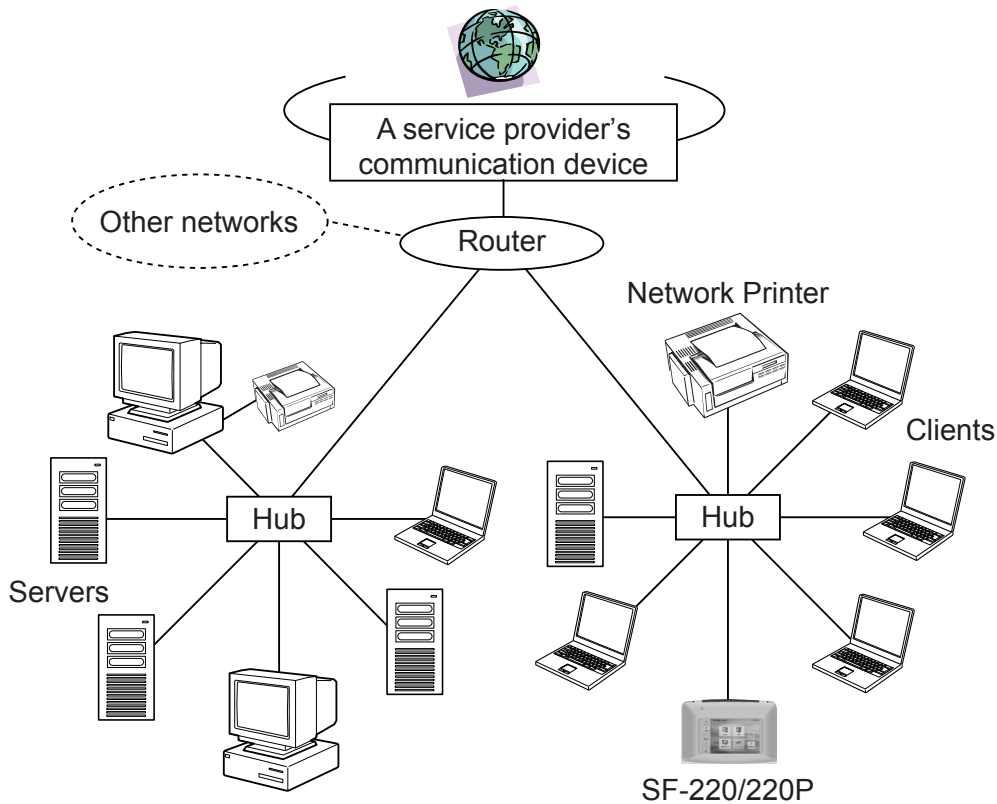 A service provider’s
communication device
Other networks
Router
Network Printer
Clients
Hub
Hub
Servers
SF-220/220P